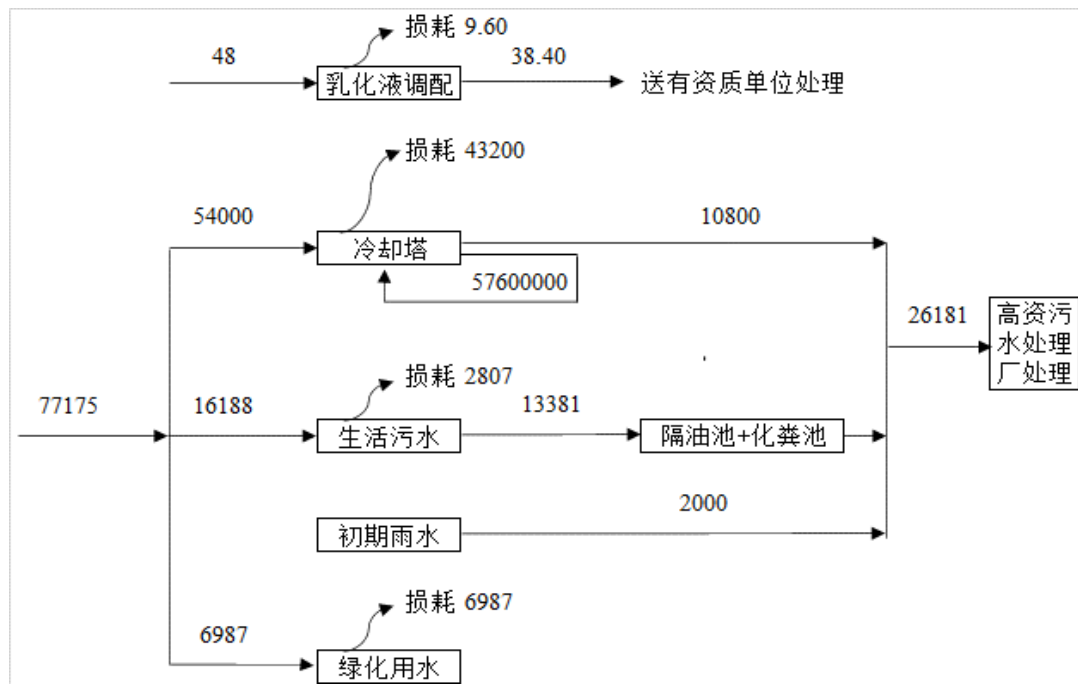 损耗 9.60
48
38.40
乳化液调配
送有资质单位处理
损耗 43200
54000
10800
冷却塔
57600000
26181
高资污
水处理
厂处理
损耗 2807
77175
16188
13381
生活污水
隔油池+化粪池
2000
初期雨水
损耗 6987
6987
绿化用水